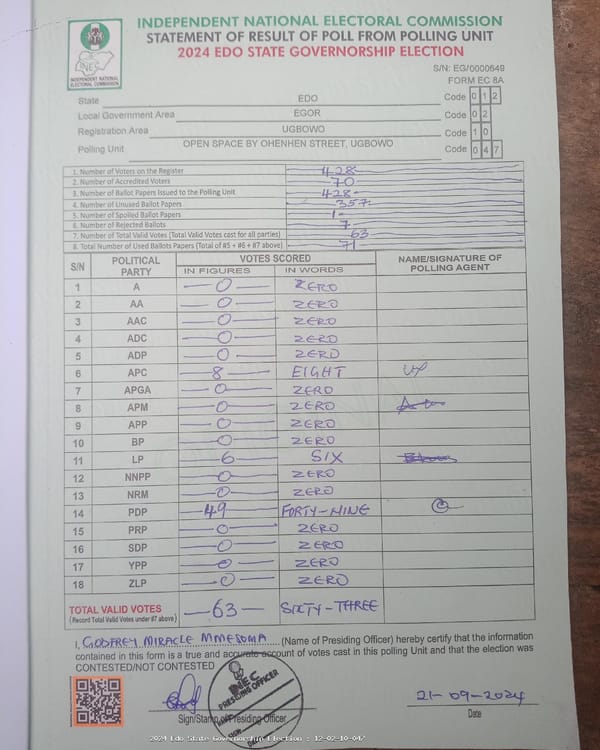 INDEPENDENT NATIONAL ELECTORAL COMMISSION
STATEMENT OF RESULT OF POLL FROM POLLING UNIT
2024 EDO STATE GOVERNORSHIP ELECTION
INEC
INDEPENDENT NATIONAL ELECTORAL COMMISSION
S/N: EG/0000649
FORM EC 8A
State EDO Code 0 1 2
Local Government Area EGOR Code 0 2
Registration Area UGBOWO Code 1 0
Polling Unit OPEN SPACE BY OHENHEN STREET, UGBOWO Code 0 4 7
1. Number of Voters on the Register 428
2. Number of Accredited Voters 70
3. Number of Ballot Papers Issued to the Polling Unit 428
4. Number of Unused Ballot Papers 357
5. Number of Spoiled Ballot Papers 1
6. Number of Rejected Ballots 7
7. Number of Total Valid Votes (Total Valid Votes cast for all parties) 63
8. Total Number of Used Ballots Papers (Total of #5 + #6 + #7 above) 71
S/N POLITICAL PARTY VOTES SCORED NAME/SIGNATURE OF POLLING AGENT
IN FIGURES IN WORDS
1 A 0 ZERO
2 AA 0 ZERO
3 AAC 0 ZERO
4 ADC 0 ZERO
5 ADP 0 ZERO
6 APC 8 EIGHT
7 APGA 0 ZERO
8 APM 0 ZERO
9 APP 0 ZERO
10 BP 0 ZERO
11 LP 6 SIX
12 NNPP 0 ZERO
13 NRM 0 ZERO
14 PDP 49 FORTY-NINE
15 PRP 0 ZERO
16 SDP 0 ZERO
17 YPP 0 ZERO
18 ZLP 0 ZERO
TOTAL VALID VOTES 63 SIXTY-THREE
(Record Total Valid Votes under #7 above)
I, GODFREY MIRACLE MMESOMA (Name of Presiding Officer) hereby certify that the information
contained in this form is a true and accurate account of votes cast in this polling Unit and that the election was
CONTESTED/NOT CONTESTED
INEC
PRESIDING OFFICER
21-09-2024
Sign/Stamp of Presiding Officer
Date
2024 Edo State Governorship Election : 12-02-10-047